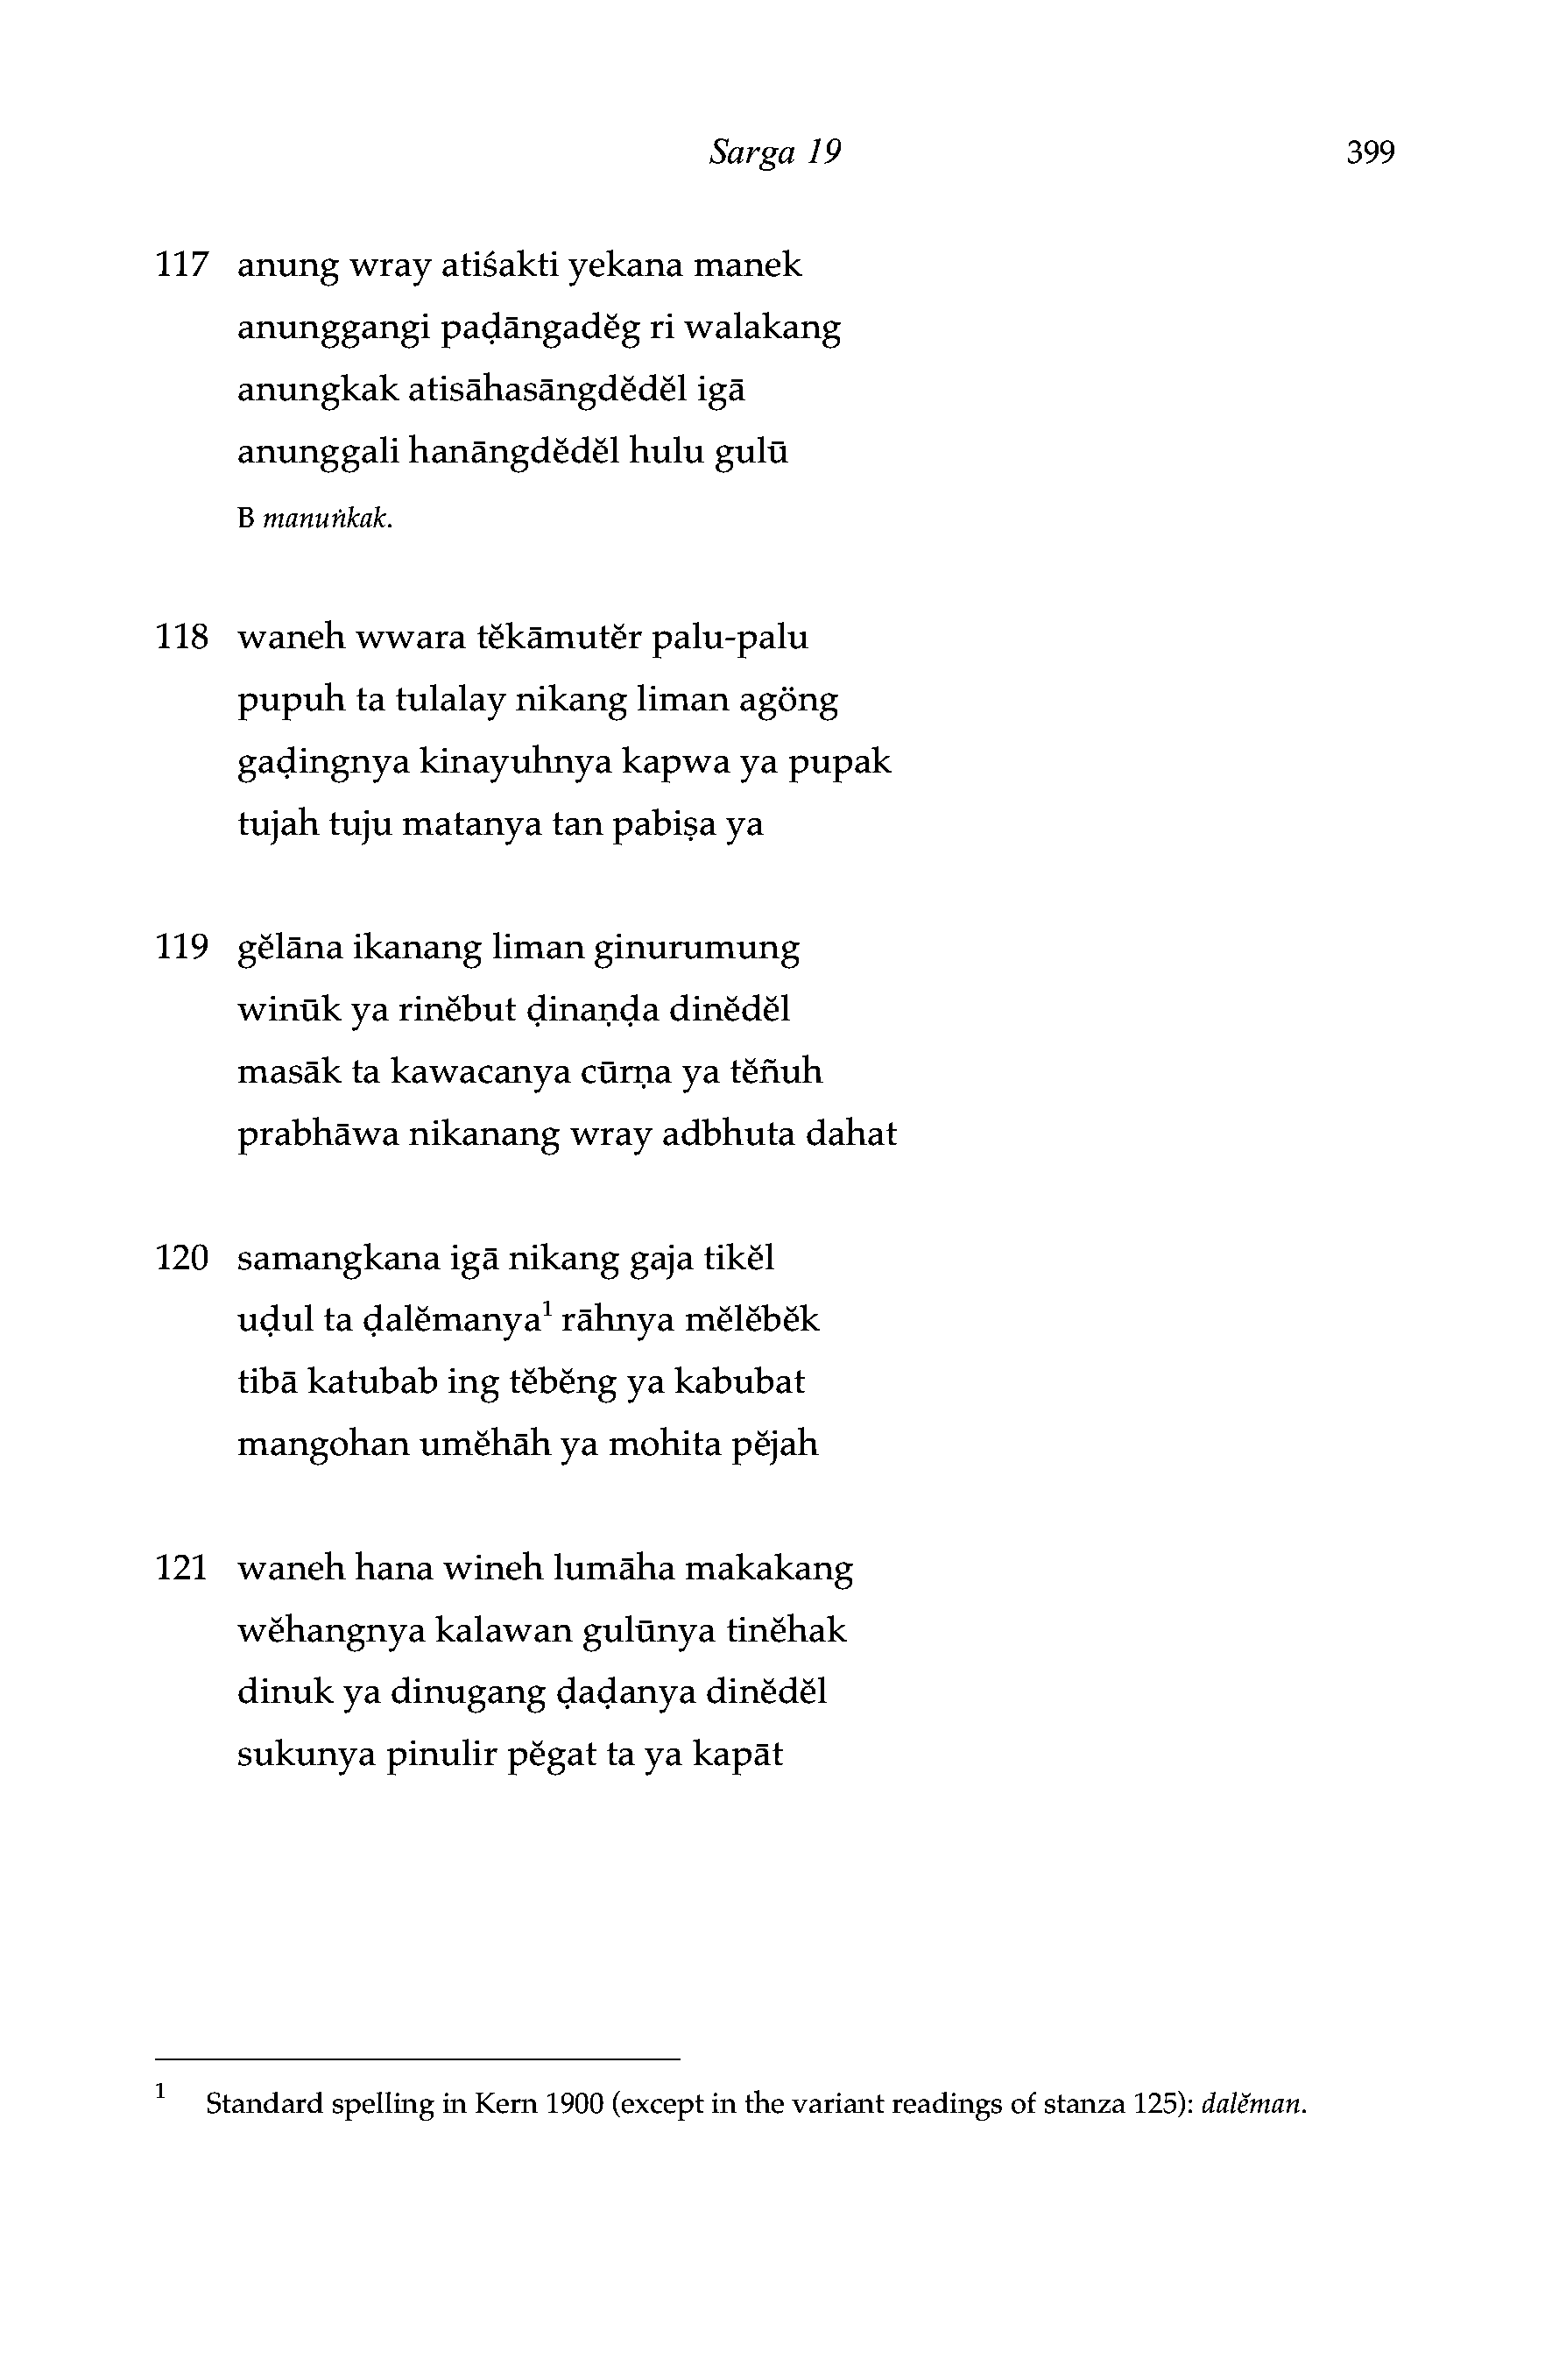 Sarga 19 399
117 anung wray atiśakti yekana manek
anunggangi paḍāngadĕg ri walakang
anungkak atisāhasāngdĕdĕl igā
anunggali hanāngdĕdĕl hulu gulū
B manuṅkak.
118 waneh wwara tĕkāmutĕr palu-palu
pupuh ta tulalay nikang liman agöng
gaḍingnya kinayuhnya kapwa ya pupak
tujah tuju matanya tan pabiṣa ya
119 gĕlāna ikanang liman ginurumung
winūk ya rinĕbut ḍinaṇḍa dinĕdĕl
masāk ta kawacanya cūrṇa ya tĕñuh
prabhāwa nikanang wray adbhuta dahat
120 samangkana igā nikang gaja tikĕl
uḍul ta ḍalĕmanya¹ rāhnya mĕlĕbĕk
tibā katubab ing tĕbĕng ya kabubat
mangohan umĕhāh ya mohita pĕjah
121 waneh hana wineh lumāha makakang
wĕhangnya kalawan gulūnya tinĕhak
dinuk ya dinugang ḍaḍanya dinĕdĕl
sukunya pinulir pĕgat ta ya kapāt
¹ Standard spelling in Kern 1900 (except in the variant readings of stanza 125): dalĕman.